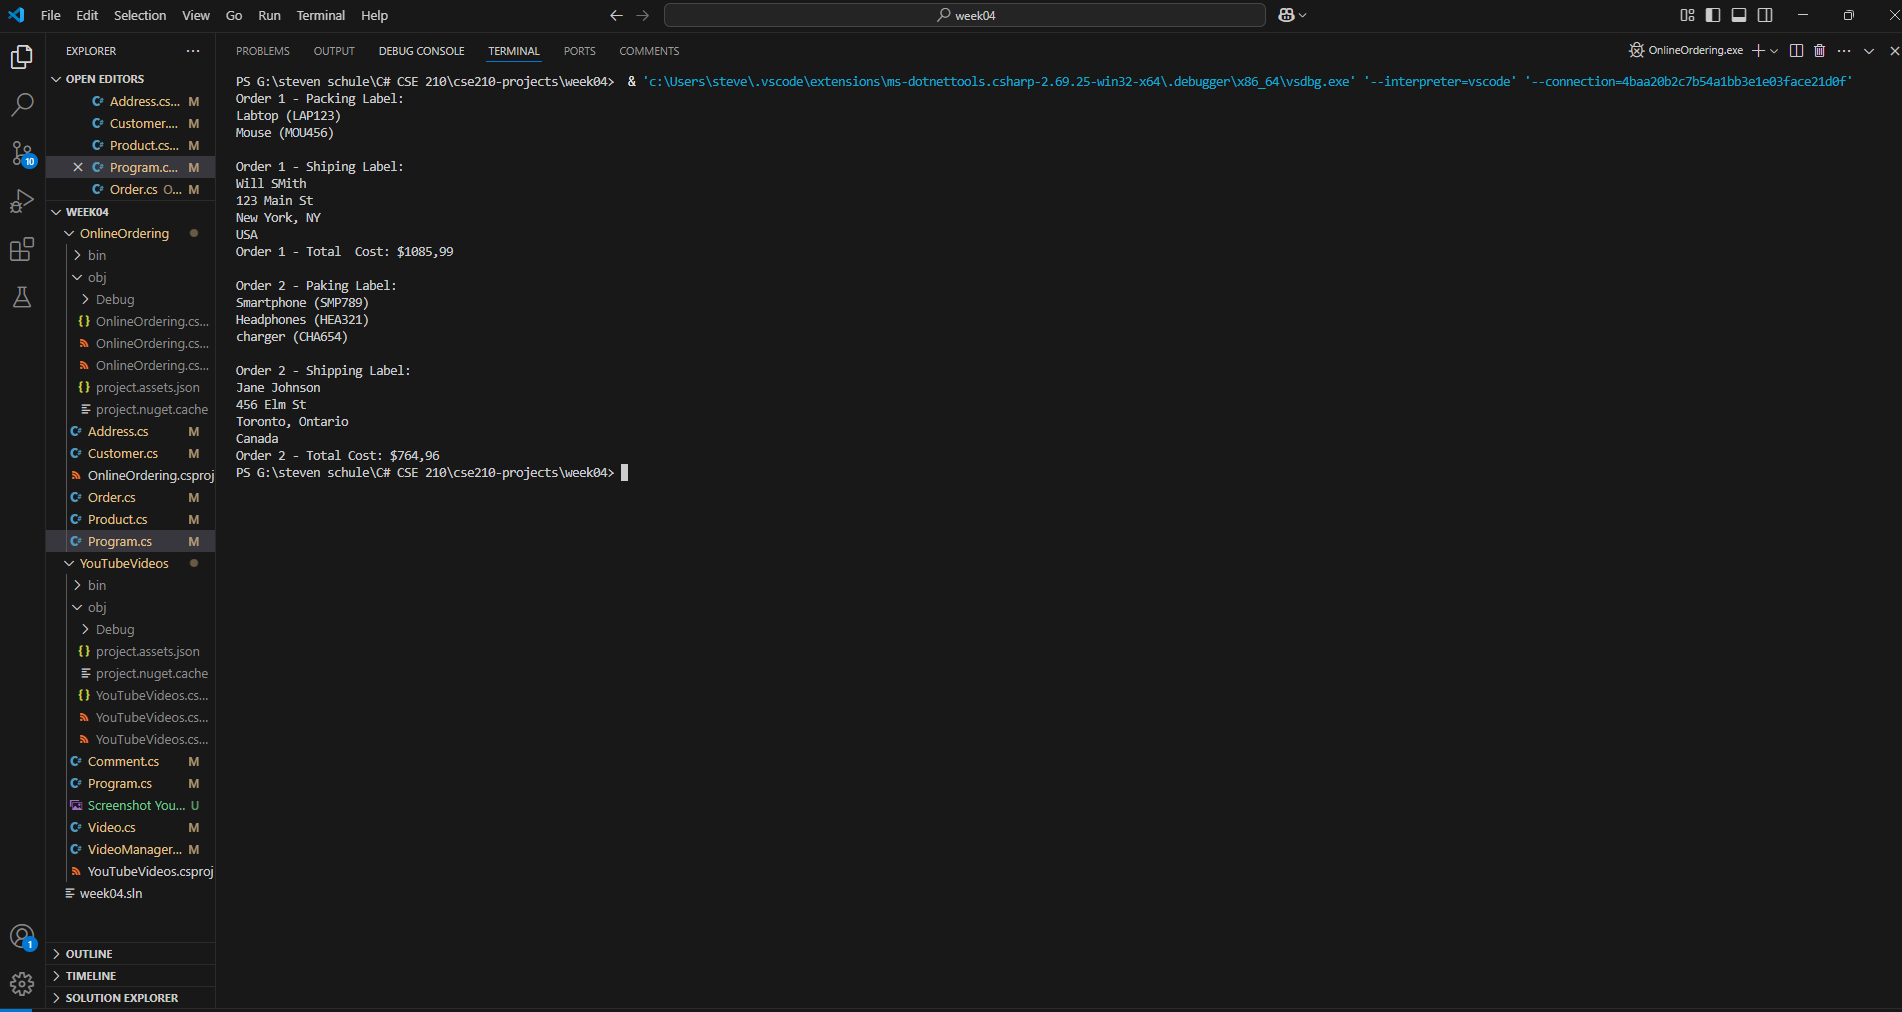 File Edit Selection View Go Run Terminal Help
week04
EXPLORER
PROBLEMS OUTPUT DEBUG CONSOLE TERMINAL PORTS COMMENTS
OnlineOrdering.exe
OPEN EDITORS
Address.cs... M
Customer.... M
Product.cs... M
Program.c... M
Order.cs O... M
WEEK04
OnlineOrdering
bin
obj
Debug
OnlineOrdering.cs...
OnlineOrdering.cs...
OnlineOrdering.cs...
project.assets.json
project.nuget.cache
Address.cs M
Customer.cs M
OnlineOrdering.csproj
Order.cs M
Product.cs M
Program.cs M
YouTubeVideos
bin
obj
Debug
project.assets.json
project.nuget.cache
YouTubeVideos.cs...
YouTubeVideos.cs...
YouTubeVideos.cs...
Comment.cs M
Program.cs M
Screenshot You... U
Video.cs M
VideoManager... M
YouTubeVideos.csproj
week04.sln
OUTLINE
TIMELINE
SOLUTION EXPLORER
10
1
PS G:\steven schule\C# CSE 210\cse210-projects\week04>  & 'c:\Users\steve\.vscode\extensions\ms-dotnettools.csharp-2.69.25-win32-x64\.debugger\x86_64\vsdbg.exe' '--interpreter=vscode' '--connection=4baa20b2c7b54a1bb3e1e03face21d0f'
Order 1 - Packing Label:
Labtop (LAP123)
Mouse (MOU456)
Order 1 - Shiping Label:
Will SMith
123 Main St
New York, NY
USA
Order 1 - Total  Cost: $1085,99
Order 2 - Paking Label:
Smartphone (SMP789)
Headphones (HEA321)
charger (CHA654)
Order 2 - Shipping Label:
Jane Johnson
456 Elm St
Toronto, Ontario
Canada
Order 2 - Total Cost: $764,96
PS G:\steven schule\C# CSE 210\cse210-projects\week04>